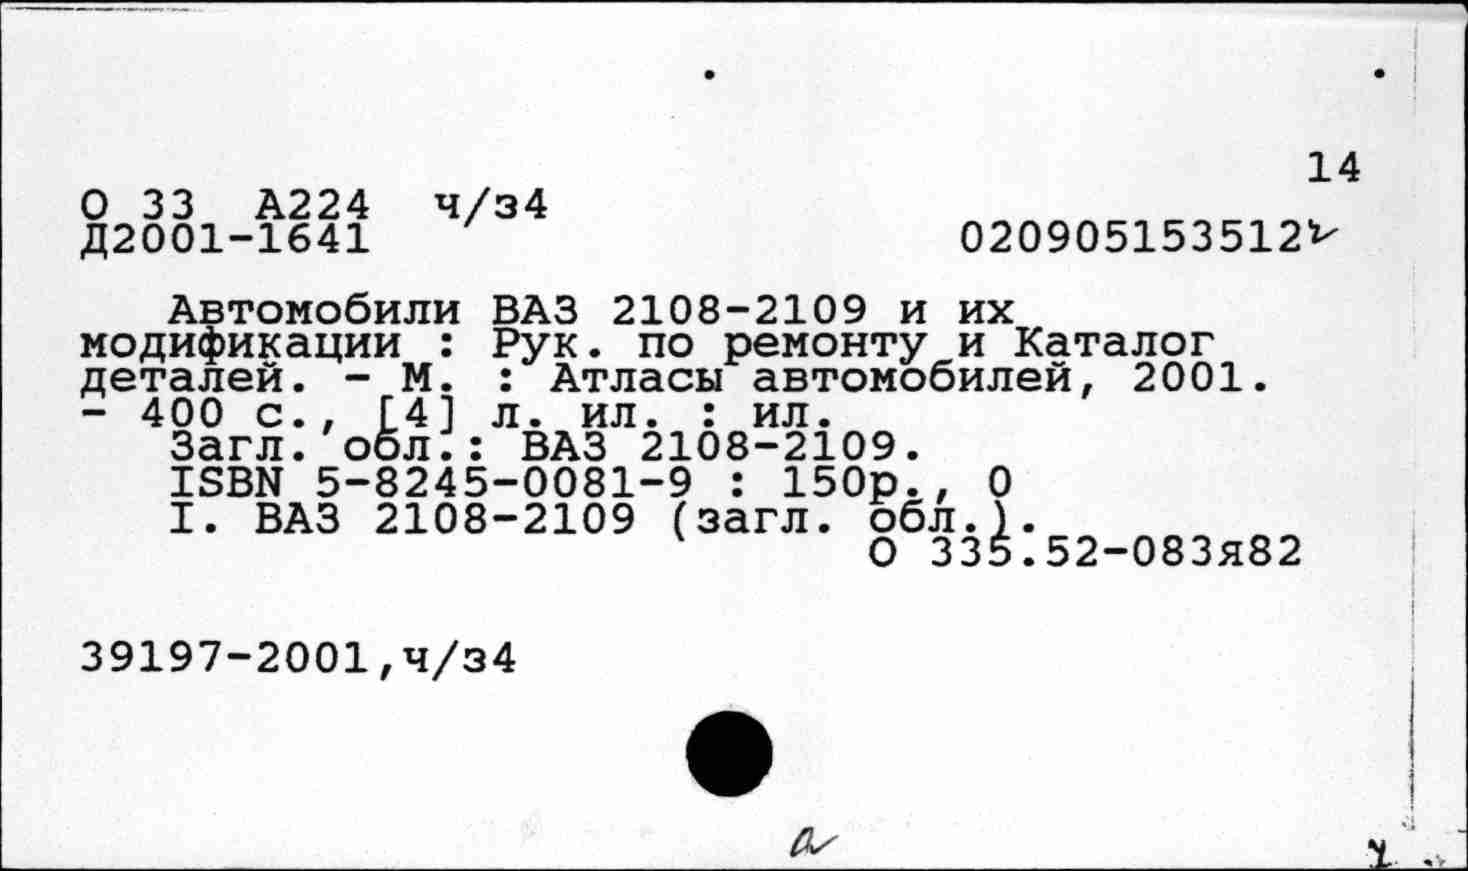 14
О 33 А224 ч/з4
Д2001-1641 020905153512
Автомобили ВАЗ 2108-2109 и их
модификации : Рук. по ремонту и Каталог
деталей. - М. : Атласы автомобилей, 2001.
- 400 с., [4] л. ил. : ил.
Загл. обл.: ВАЗ 2108-2109.
ISBN 5-8245-0081-9 : 150р., 0
I. ВАЗ 2108-2109 (загл. обл.).
О 335.52-083я82
39197-2001,ч/з4